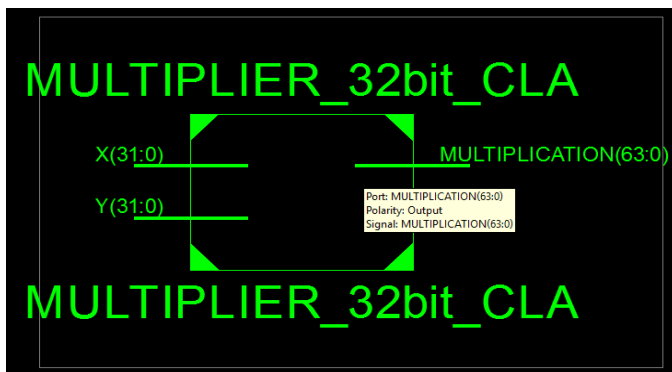 MULTIPLIER_32bit_CLA
X(31:0)
MULTIPLICATION(63:0)
Y(31:0)
Port: MULTIPLICATION(63:0)
Polarity: Output
Signal: MULTIPLICATION(63:0)
MULTIPLIER_32bit_CLA